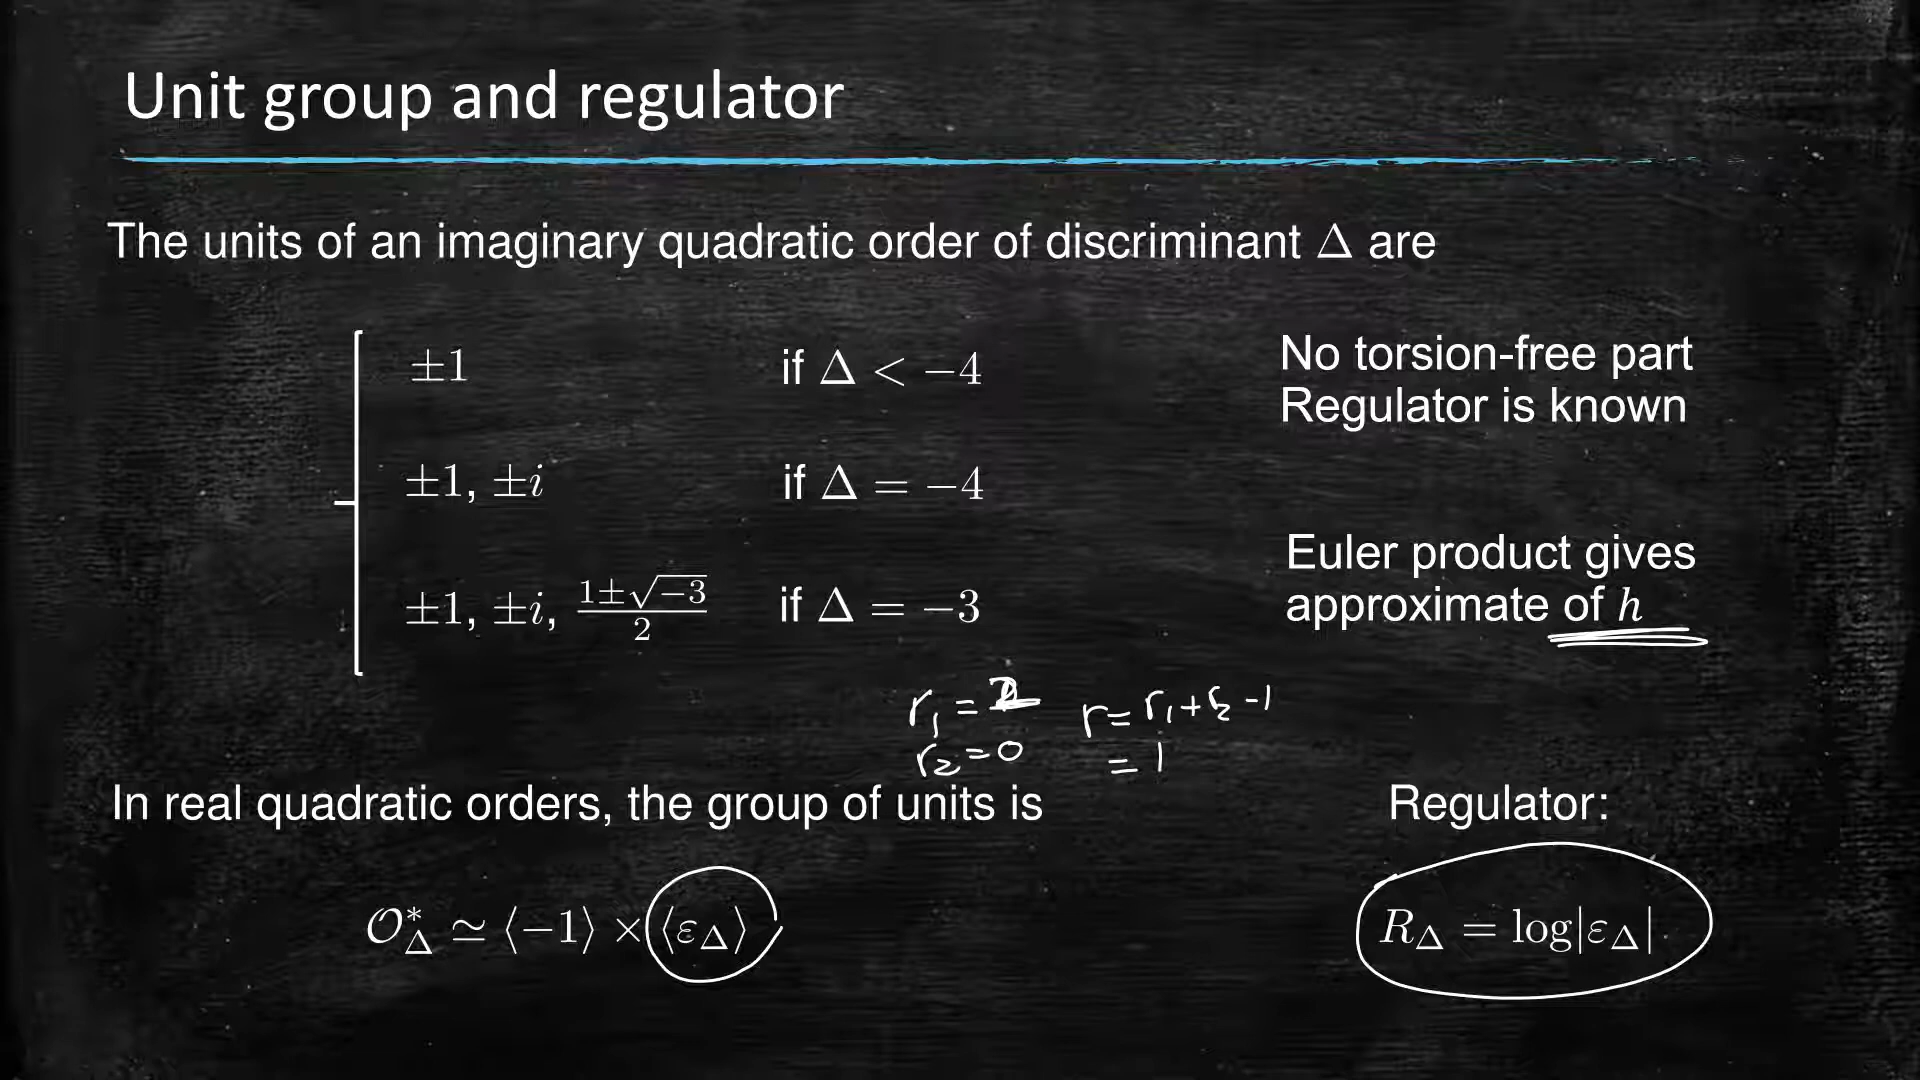 Unit group and regulator
The units of an imaginary quadratic order of discriminant Δ are
±1 if Δ < −4
No torsion-free part
Regulator is known
±1, ±i if Δ = −4
Euler product gives
approximate of h
±1, ±i, (1±√−3)/2 if Δ = −3
r₁ = 2 r = r₁ + r₂ − 1
r₂ = 0 = 1
In real quadratic orders, the group of units is
Regulator:
𝒪*_Δ ≃ ⟨−1⟩ × ⟨ε_Δ⟩
R_Δ = log|ε_Δ|